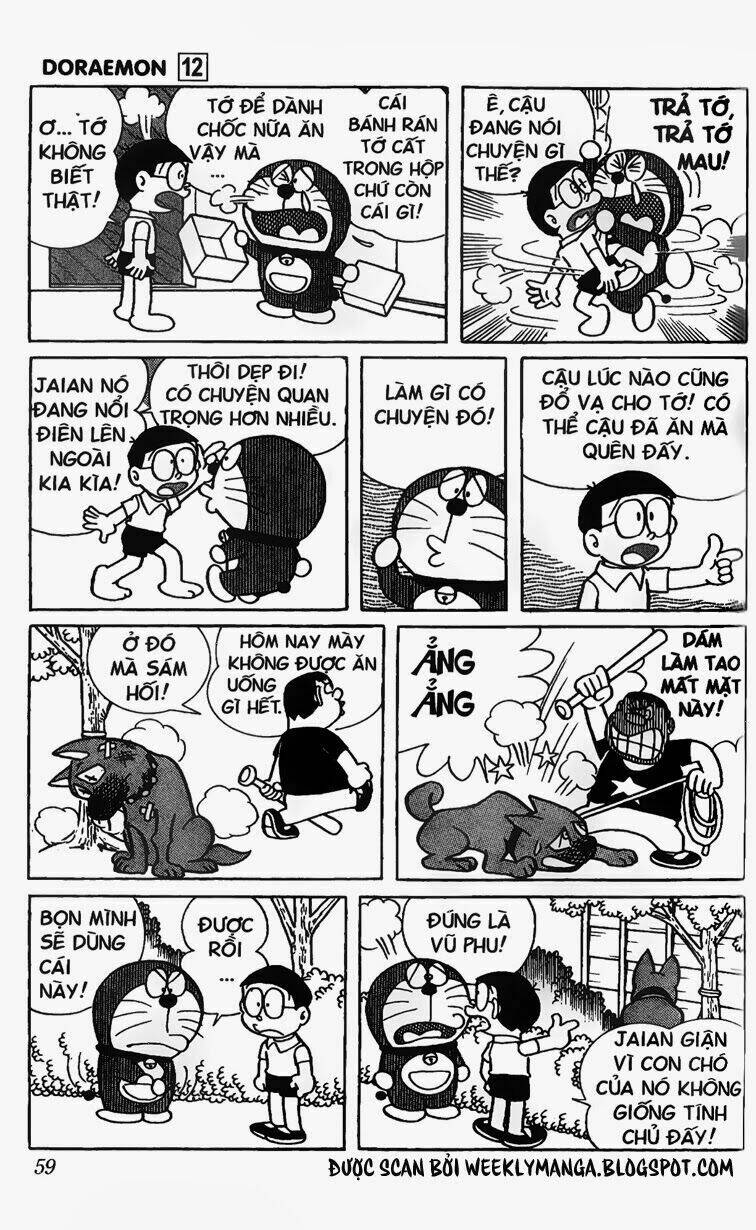 DORAEMON 12
TRẢ TỚ,
TRẢ TỚ
MAU!
Ê, CẬU
ĐANG NÓI
CHUYỆN GÌ
THẾ?
CÁI
BÁNH RÁN
TỚ CẤT
TRONG HỘP
CHỨ CÒN
CÁI GÌ!
TỚ ĐỂ DÀNH
CHỐC NỮA ĂN
VẬY MÀ
...
Ơ... TỚ
KHÔNG
BIẾT
THẬT!
CẬU LÚC NÀO CŨNG
ĐỔ VẠ CHO TỚ! CÓ
THỂ CẬU ĐÃ ĂN MÀ
QUÊN ĐẤY.
LÀM GÌ CÓ
CHUYỆN ĐÓ!
THÔI DẸP ĐI!
CÓ CHUYỆN QUAN
TRỌNG HƠN NHIỀU.
JAIAN NÓ
ĐANG NỔI
ĐIÊN LÊN
NGOÀI
KIA KÌA!
DÁM
LÀM TAO
MẤT MẶT
NÀY!
ẲNG
ẲNG
HÔM NAY MÀY
KHÔNG ĐƯỢC ĂN
UỐNG
GÌ HẾT.
Ở ĐÓ
MÀ SÁM
HỐI!
JAIAN GIẬN
VÌ CON CHÓ
CỦA NÓ KHÔNG
GIỐNG TÍNH
CHỦ ĐẤY!
ĐÚNG LÀ
VŨ PHU!
ĐƯỢC
RỒI
...
BỌN MÌNH
SẼ DÙNG
CÁI
NÀY!
59
ĐƯỢC SCAN BỞI WEEKLYMANGA.BLOGSPOT.COM